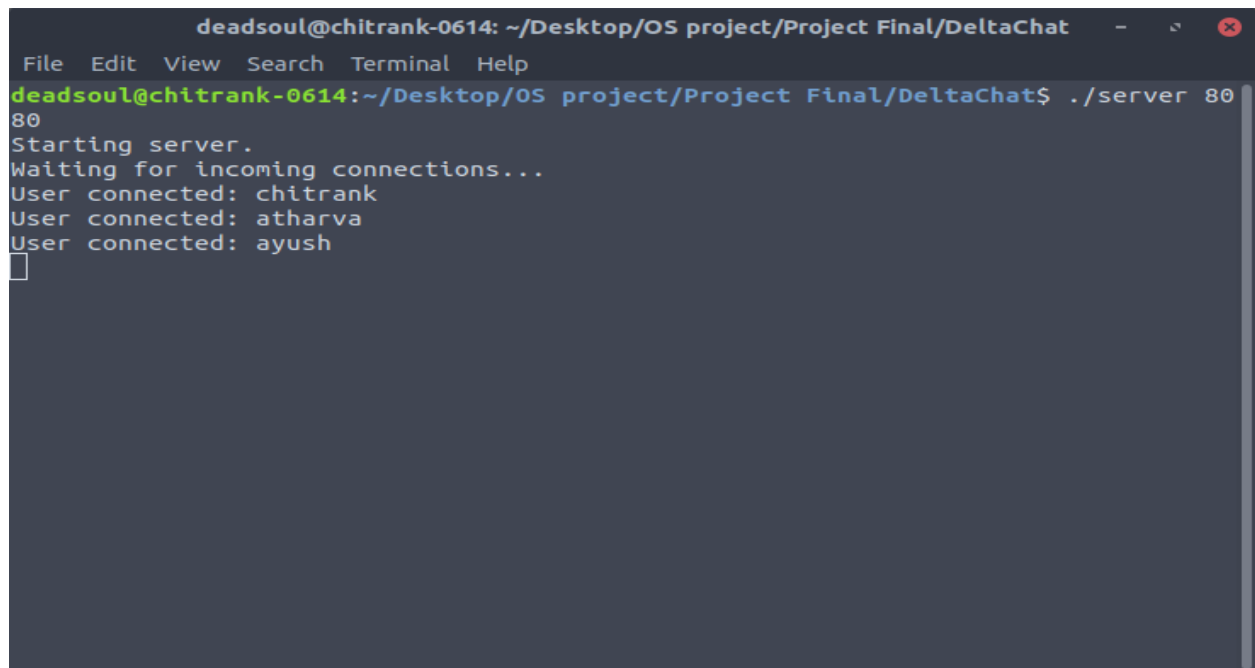 deadsoul@chitrank-0614: ~/Desktop/OS project/Project Final/DeltaChat
File Edit View Search Terminal Help
deadsoul@chitrank-0614:~/Desktop/OS project/Project Final/DeltaChat$ ./server 80
80
Starting server.
Waiting for incoming connections...
User connected: chitrank
User connected: atharva
User connected: ayush